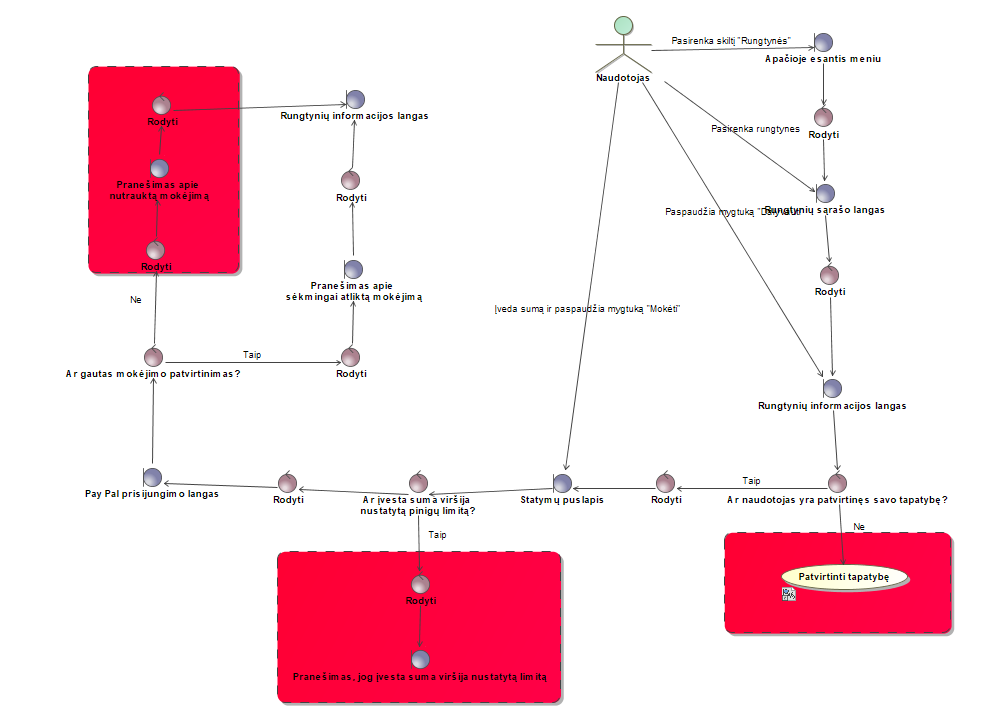 Pasirenka skiltį "Rungtynės"
Apačioje esantis meniu
Naudotojas
Rodyti
Rungtynių informacijos langas
Rodyti
Pasirenka rungtynes
Rodyti
Pranešimas apie
nutrauktą mokėjimą
Rodyti
Paspaudžia mygtuką
Rungtynių sąrašo langas
Rodyti
Pranešimas apie
sėkmingai atliktą mokėjimą
Rodyti
Ne
Įveda sumą ir paspaudžia mygtuką "Mokėti"
Taip
Ar gautas mokėjimo patvirtinimas?
Rodyti
Rungtynių informacijos langas
Taip
Pay Pal prisijungimo langas
Rodyti
Ar įvesta suma viršija
nustatytą pinigų limitą?
Statymų puslapis
Rodyti
Ar naudotojas yra patvirtinęs savo tapatybę?
Taip
Ne
Patvirtinti tapatybę
Rodyti
Pranešimas, jog įvesta suma viršija nustatytą limitą